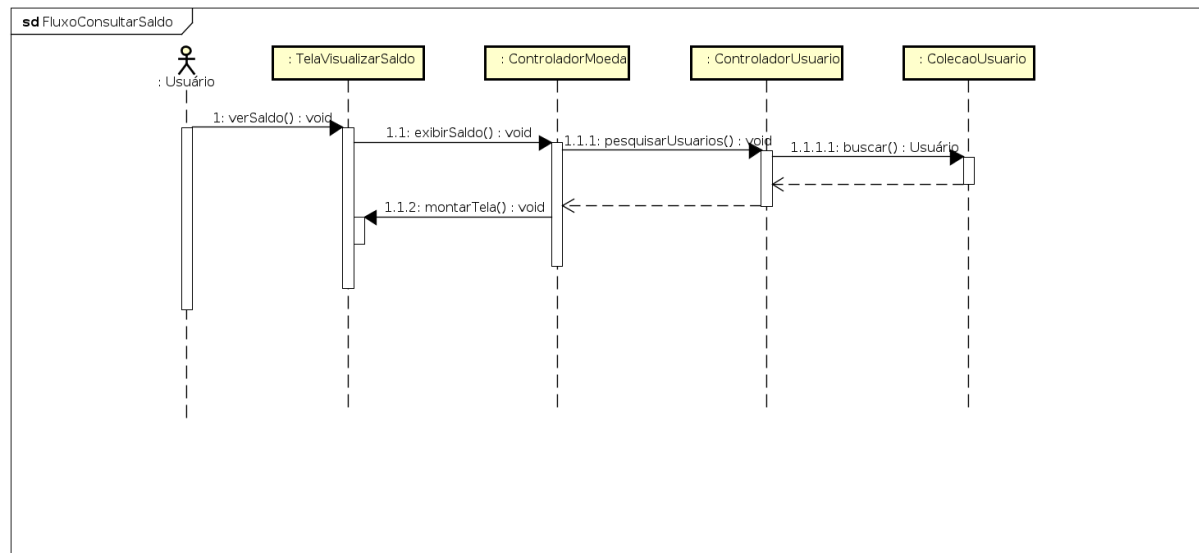 sd FluxoConsultarSaldo
: Usuário
: TelaVisualizarSaldo
: ControladorMoeda
: ControladorUsuario
: ColecaoUsuario
1: verSaldo() : void
1.1: exibirSaldo() : void
1.1.1: pesquisarUsuarios() : void
1.1.1.1: buscar() : Usuário
1.1.2: montarTela() : void